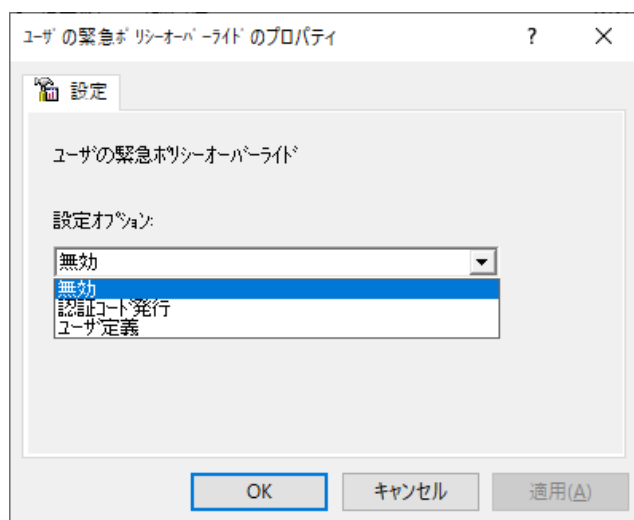 ﾕｰｻﾞの緊急ﾎﾟﾘｼｰｵｰﾊﾞｰﾗｲﾄﾞのプロパティ ?
設定
ﾕｰｻﾞの緊急ﾎﾟﾘｼｰｵｰﾊﾞｰﾗｲﾄﾞ
設定ｵﾌﾟｼｮﾝ:
無効
無効
認証ｺｰﾄﾞ発行
ﾕｰｻﾞ定義
OK キャンセル 適用(A)